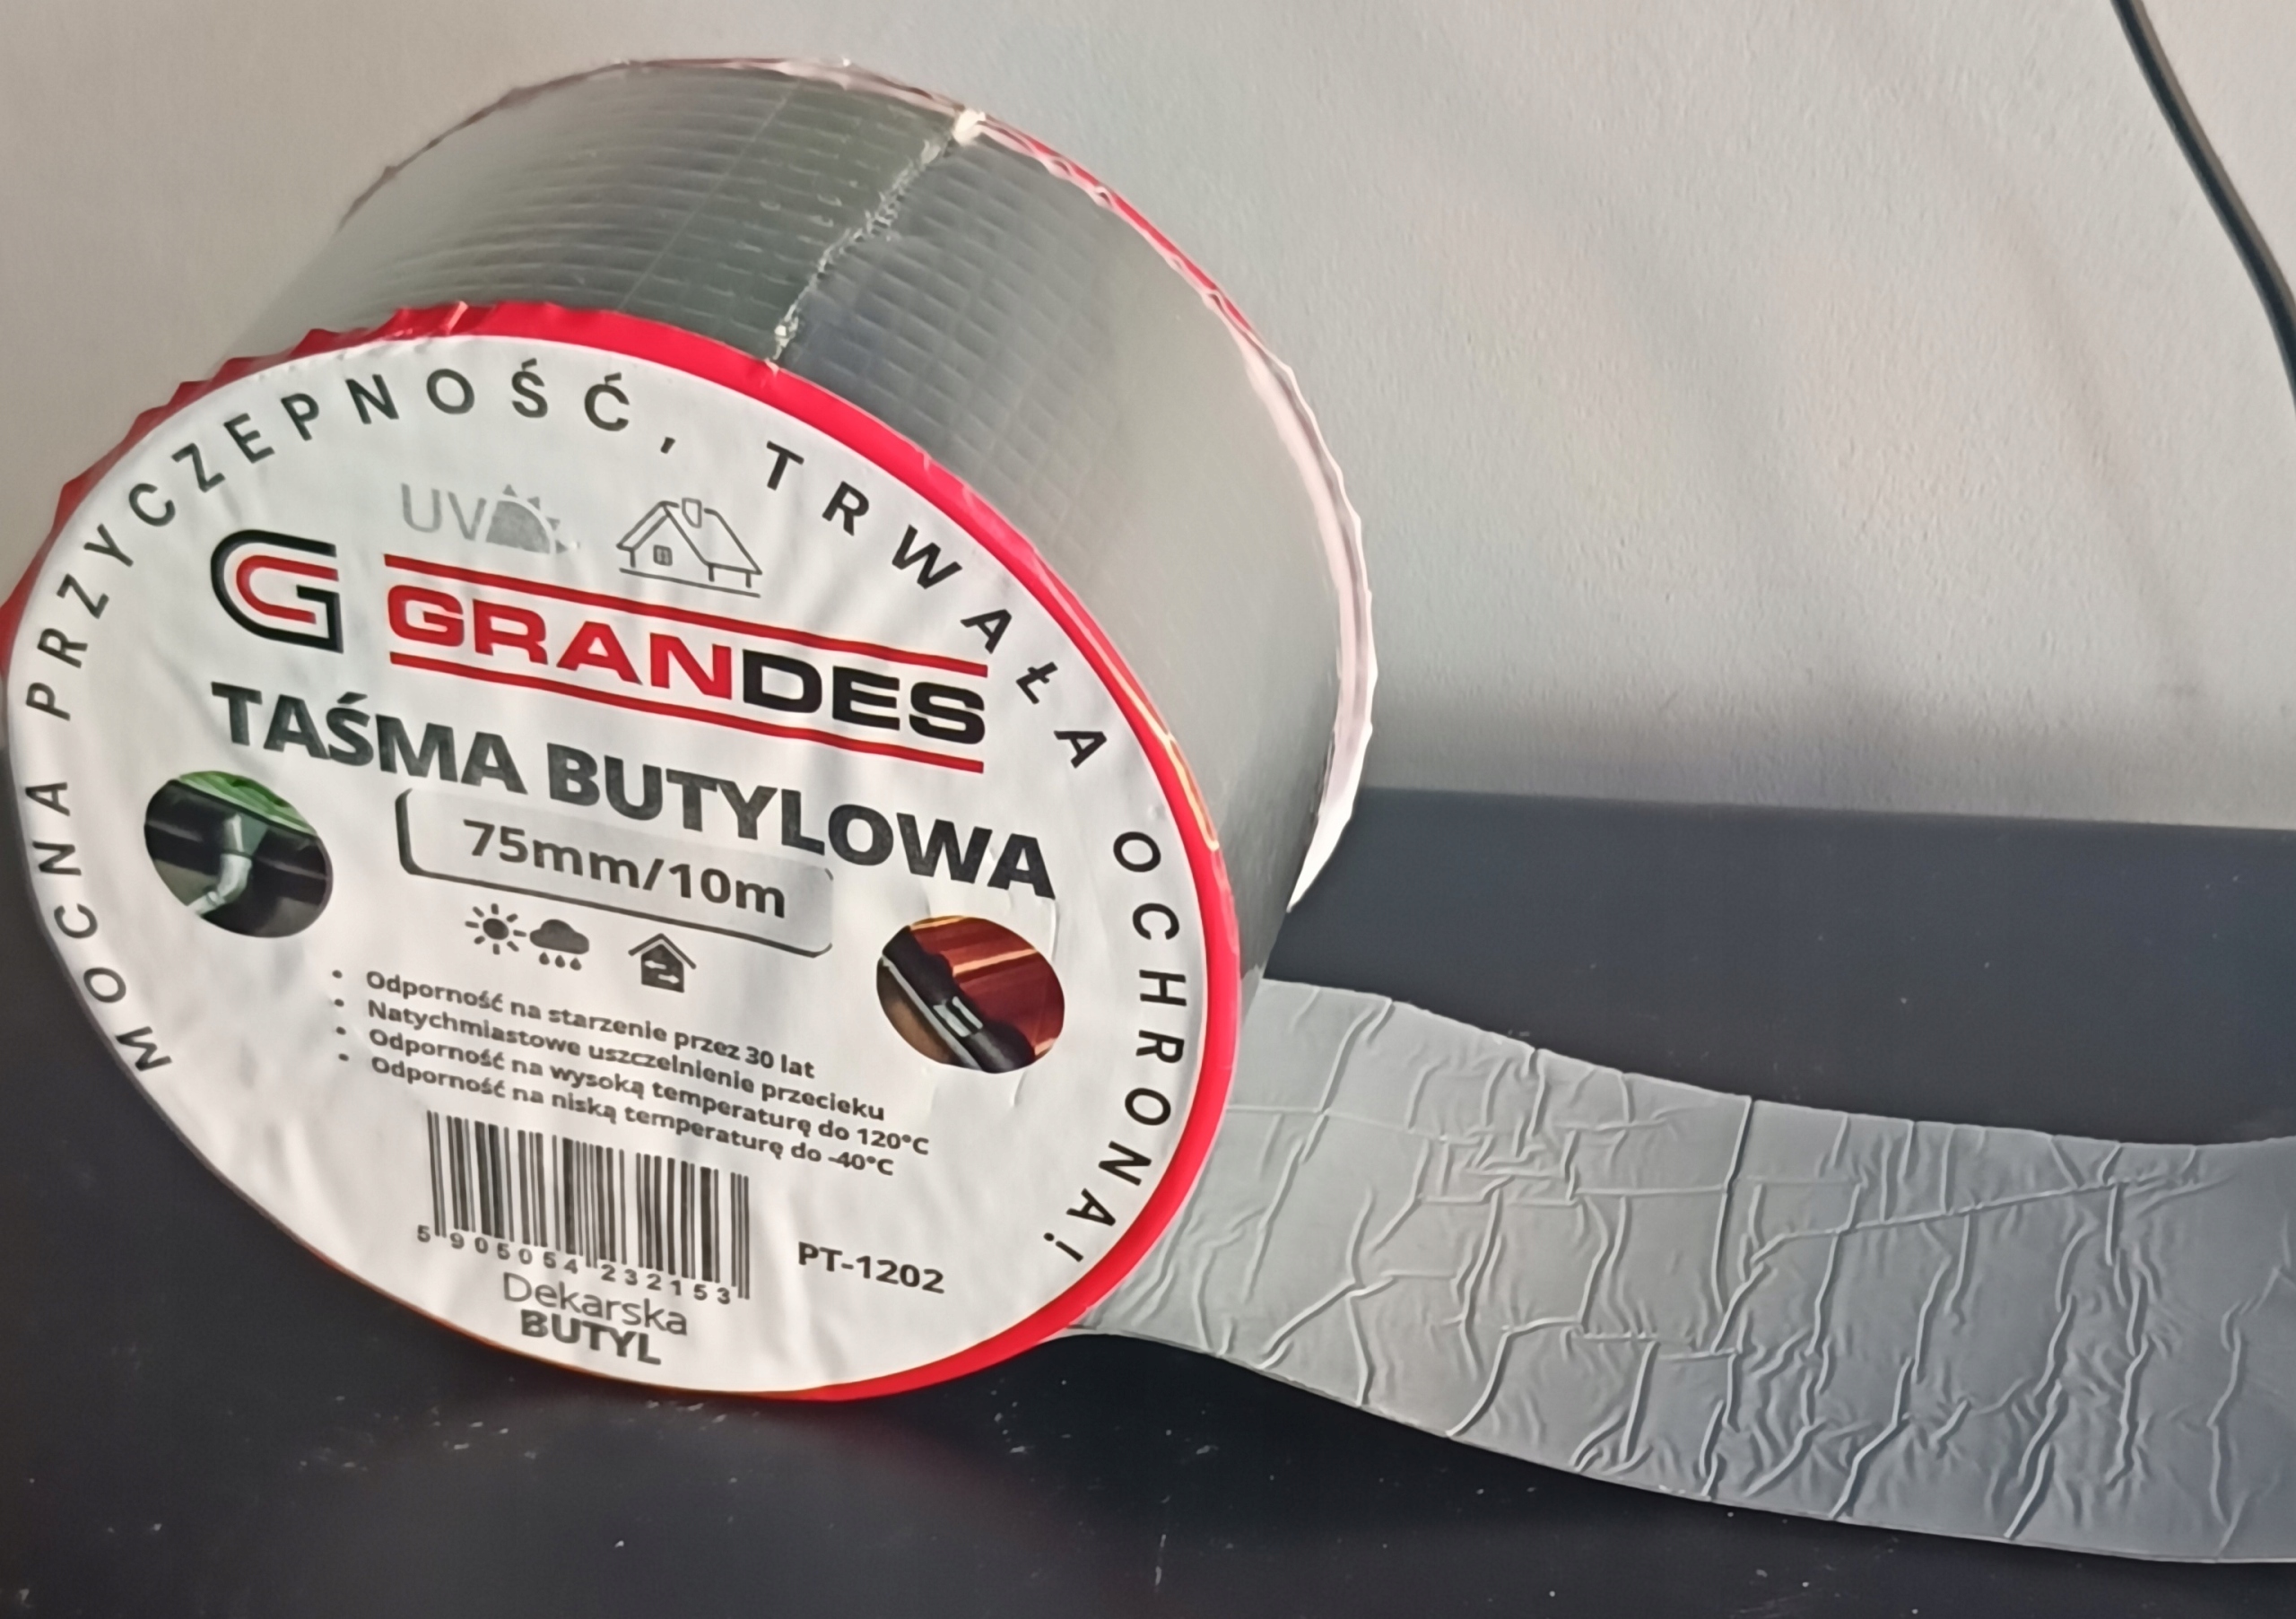 MOCNA PRZYCZEPNOŚĆ, TRWAŁA OCHRONA!
UV
GRANDES
TAŚMA BUTYLOWA
75mm/10m
• Odporność na starzenie przez 30 lat
• Natychmiastowe uszczelnienie przecieku
• Odporność na wysoką temperaturę do 120°C
• Odporność na niską temperaturę do -40°C
5 905054 232153
PT-1202
Dekarska
BUTYL